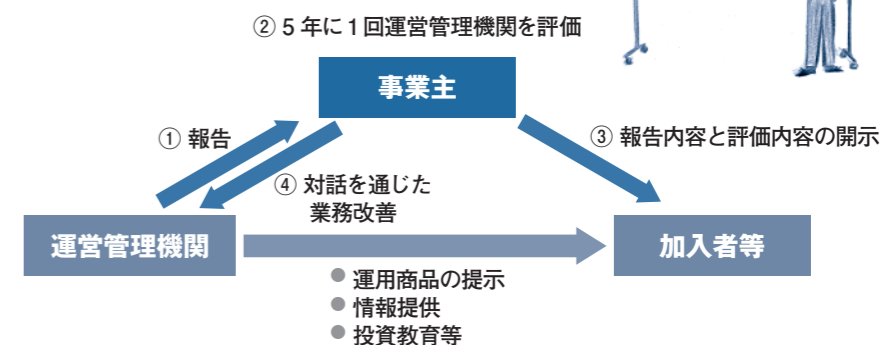 ② 5年に1回運営管理機関を評価
事業主
① 報告
③ 報告内容と評価内容の開示
④ 対話を通じた
業務改善
運営管理機関
加入者等
● 運用商品の提示
● 情報提供
● 投資教育等